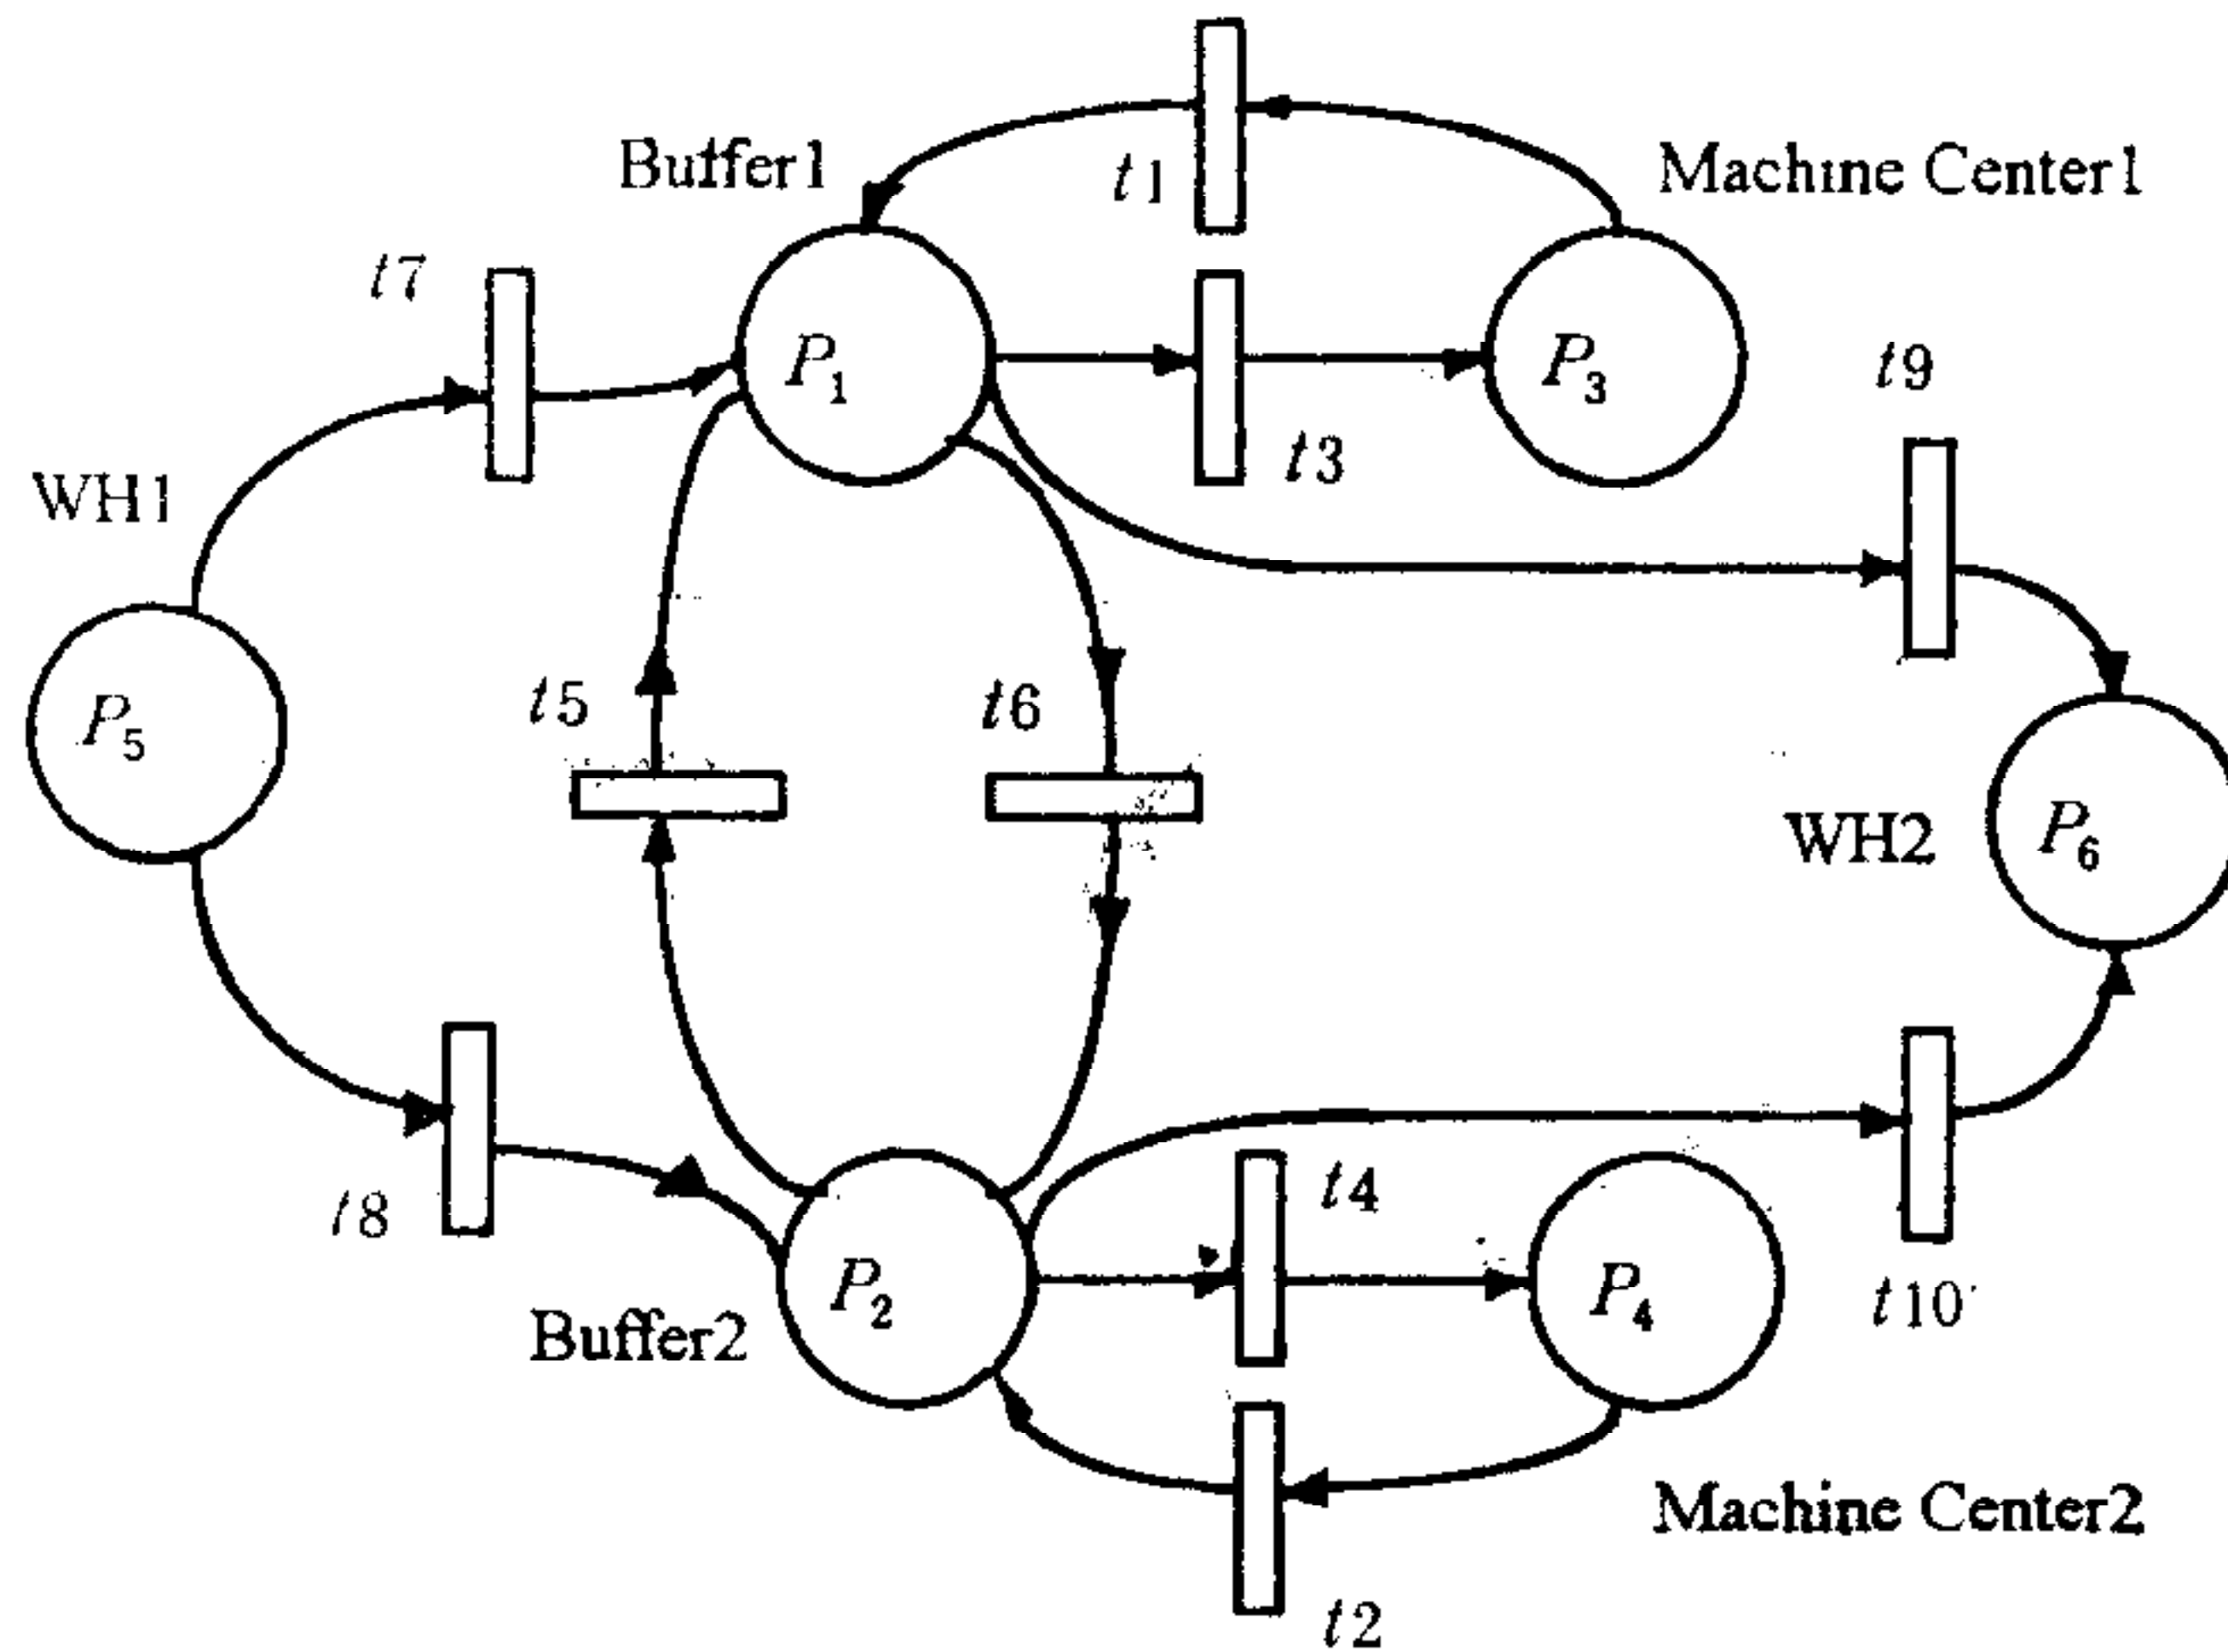 Buffer1
t1
Machine Center1
t7
P1
P3
t9
t3
WH1
P5
t5
t6
WH2
P6
t8
t4
P2
P4
t10
Buffer2
Machine Center2
t2